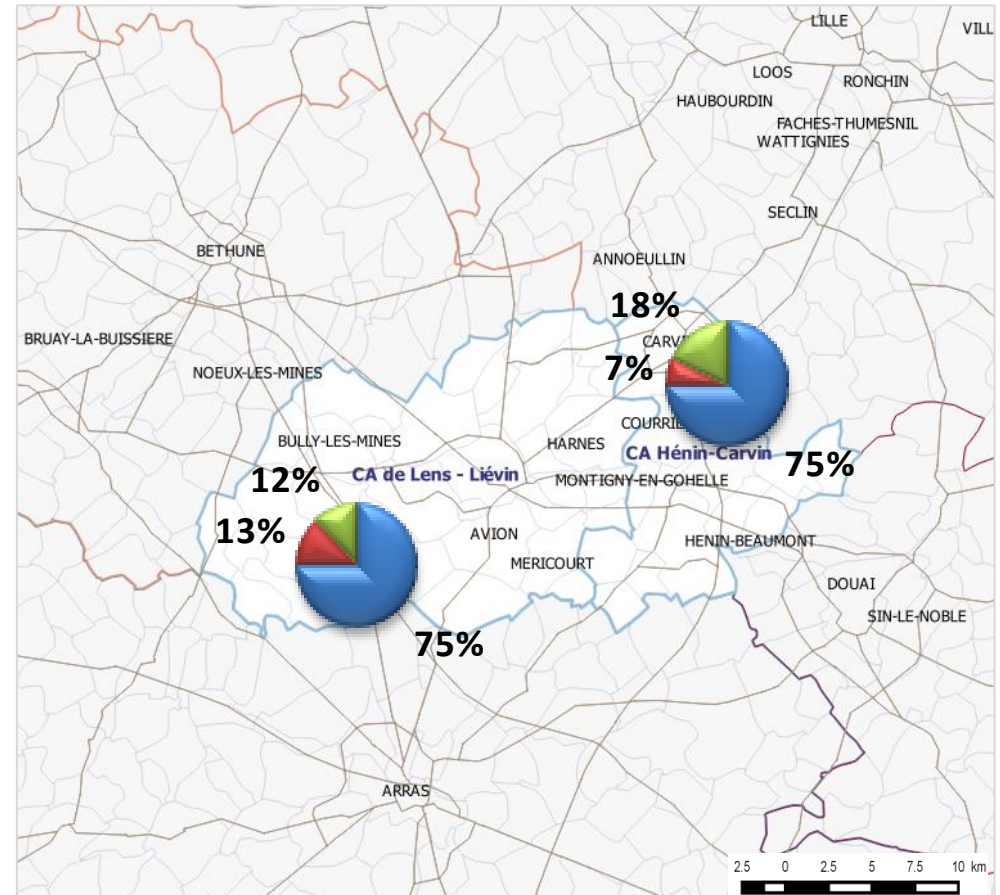 LILLE
VILL
LOOS
RONCHIN
HAUBOURDIN
FACHES-THUMESNIL
WATTIGNIES
SECLIN
BETHUNE
ANNOEULLIN
18%
BRUAY-LA-BUISSIERE
CARV
7%
NOEUX-LES-MINES
COURRI
BULLY-LES-MINES
HARNES
CA Hénin-Carvin
75%
12%
CA de Lens - Liévin
MONTIGNY-EN-GOHELLE
13%
AVION
HENIN-BEAUMONT
MERICOURT
DOUAI
SIN-LE-NOBLE
75%
ARRAS
2.5 0 2.5 5 7.5 10 km